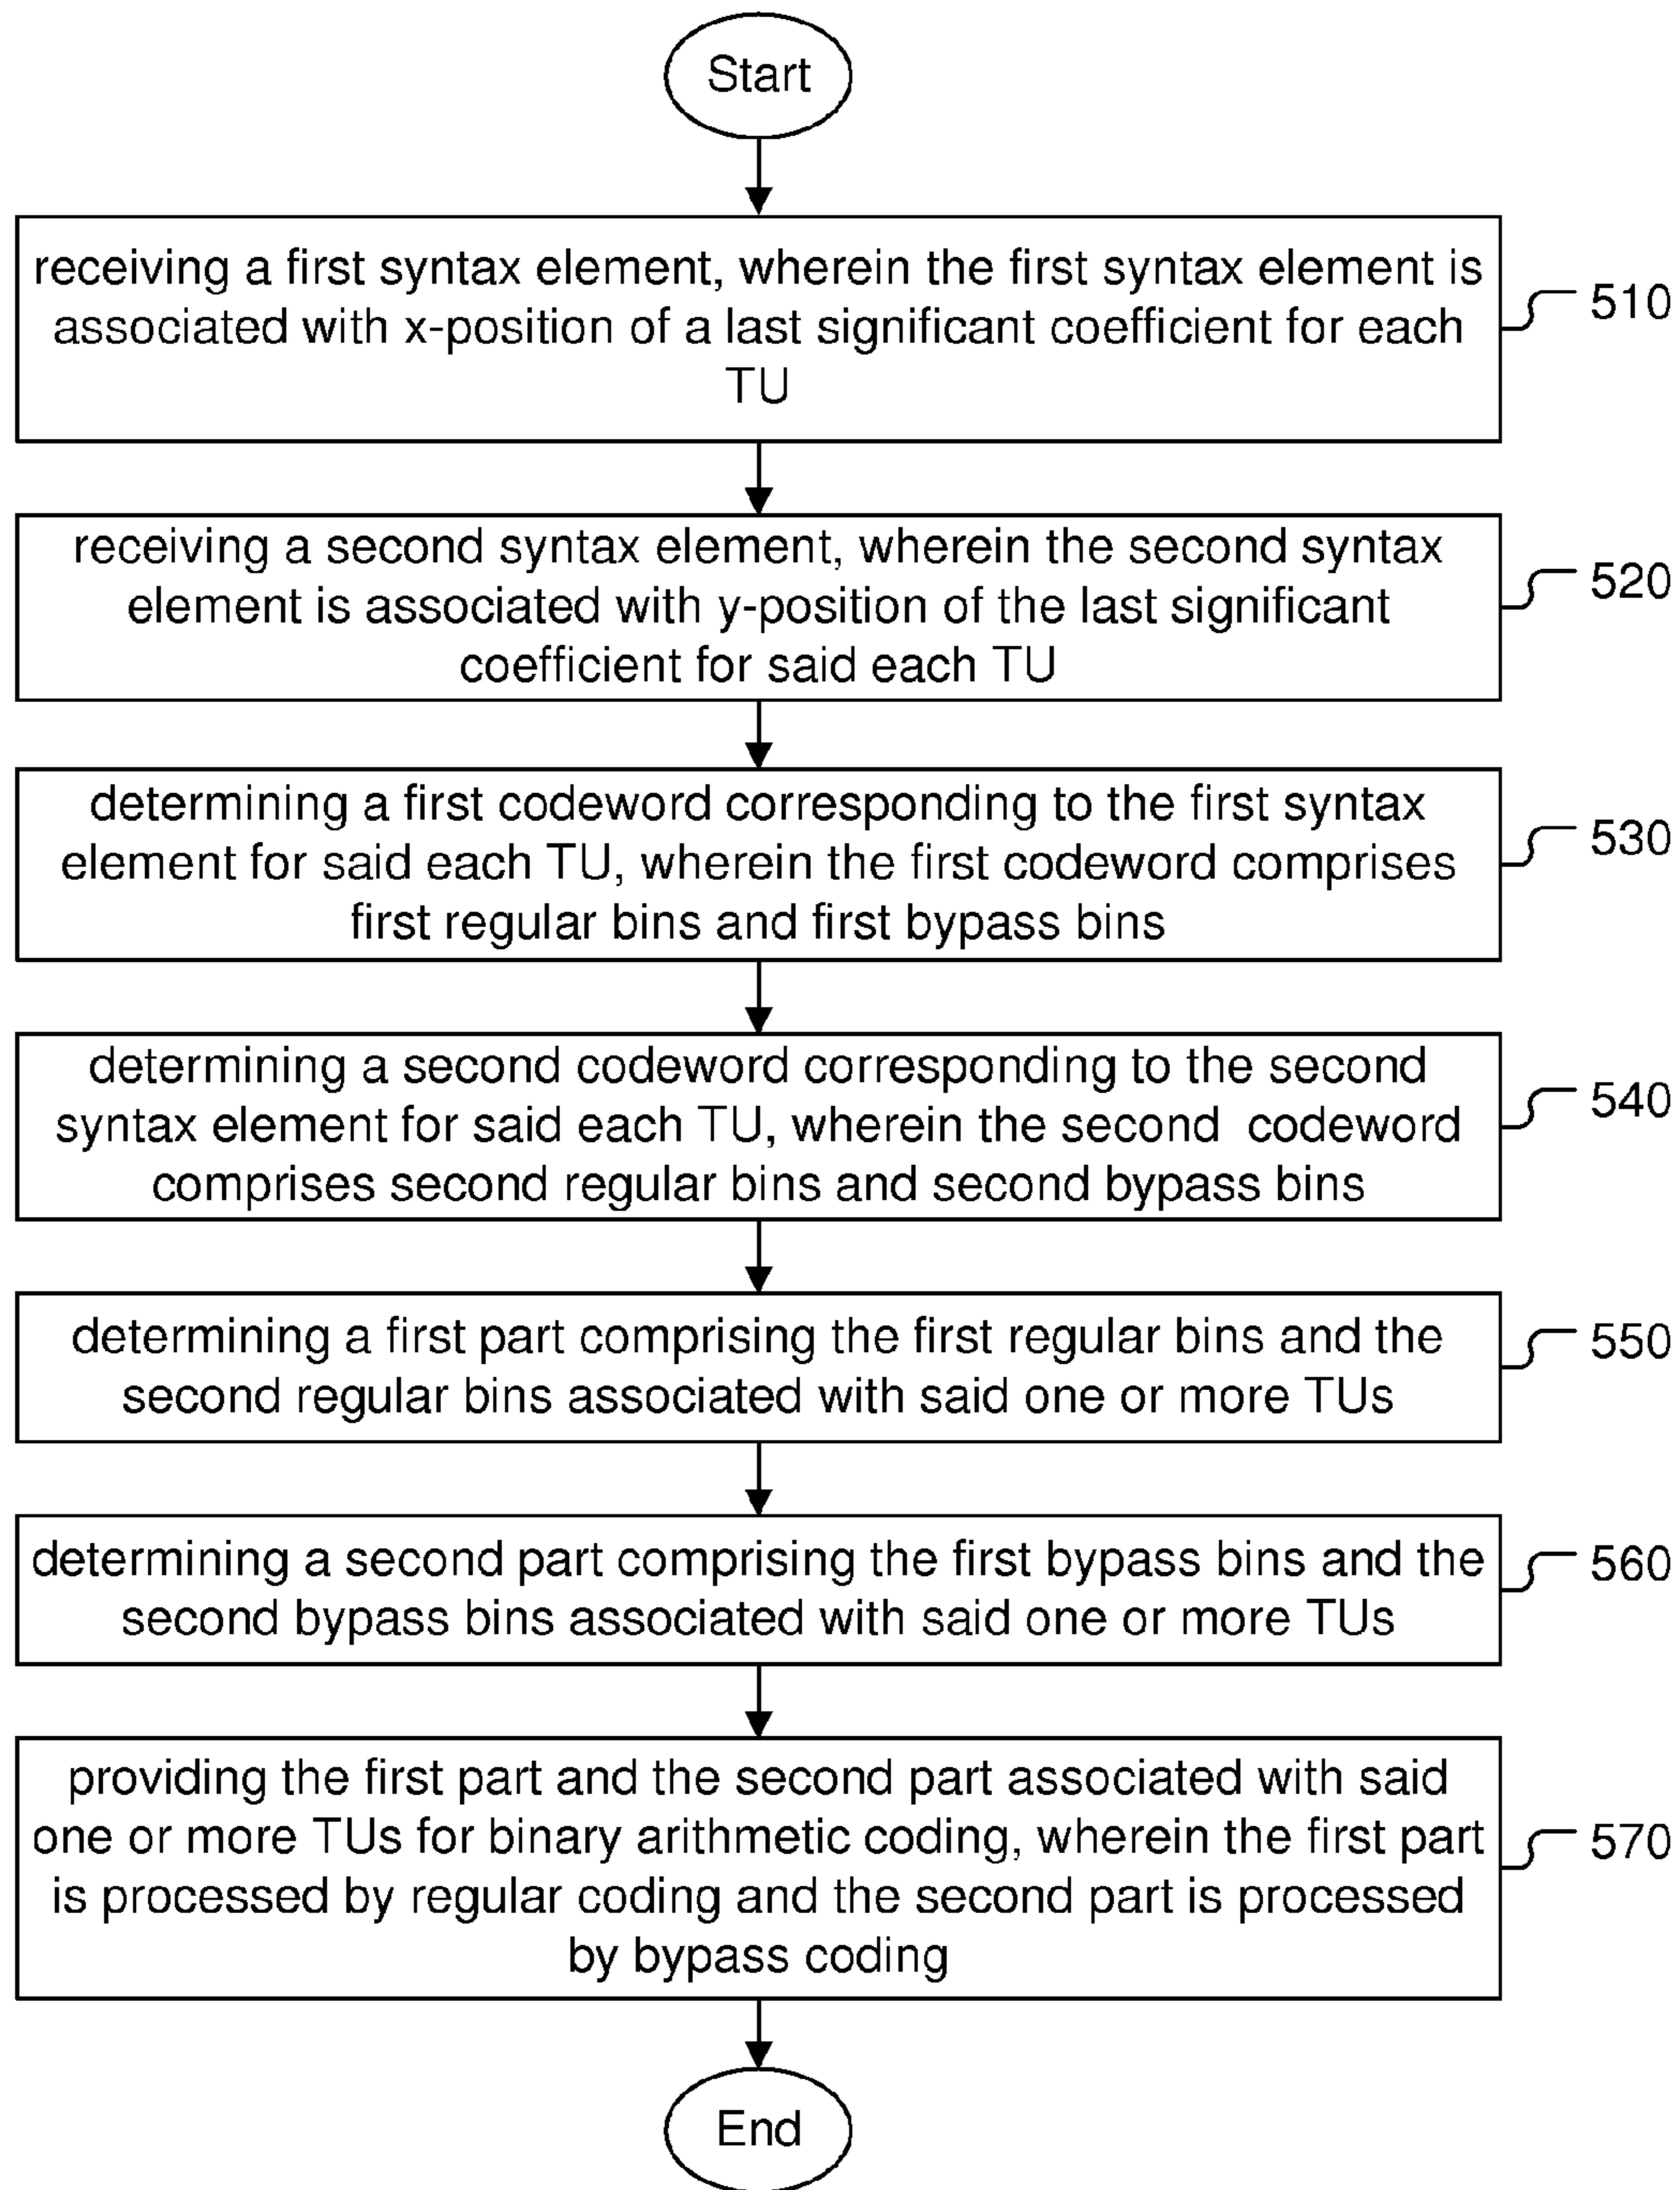 Start
receiving a first syntax element, wherein the first syntax element is
associated with x-position of a last significant coefficient for each
TU
510
receiving a second syntax element, wherein the second syntax
element is associated with y-position of the last significant
coefficient for said each TU
520
determining a first codeword corresponding to the first syntax
element for said each TU, wherein the first codeword comprises
first regular bins and first bypass bins
530
determining a second codeword corresponding to the second
syntax element for said each TU, wherein the second codeword
comprises second regular bins and second bypass bins
540
determining a first part comprising the first regular bins and the
second regular bins associated with said one or more TUs
550
determining a second part comprising the first bypass bins and the
second bypass bins associated with said one or more TUs
560
providing the first part and the second part associated with said
one or more TUs for binary arithmetic coding, wherein the first part
is processed by regular coding and the second part is processed
by bypass coding
570
End